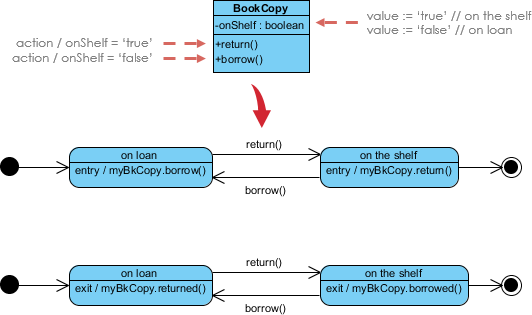 BookCopy
-onShelf : boolean
value := ‘true’ // on the shelf
value := ‘false’ // on loan
action / onShelf = ‘true’
+return()
action / onShelf = ‘false’
+borrow()
return()
on loan
on the shelf
entry / myBkCopy.borrow()
entry / myBkCopy.return()
borrow()
return()
on loan
on the shelf
exit / myBkCopy.returned()
exit / myBkCopy.borrowed()
borrow()